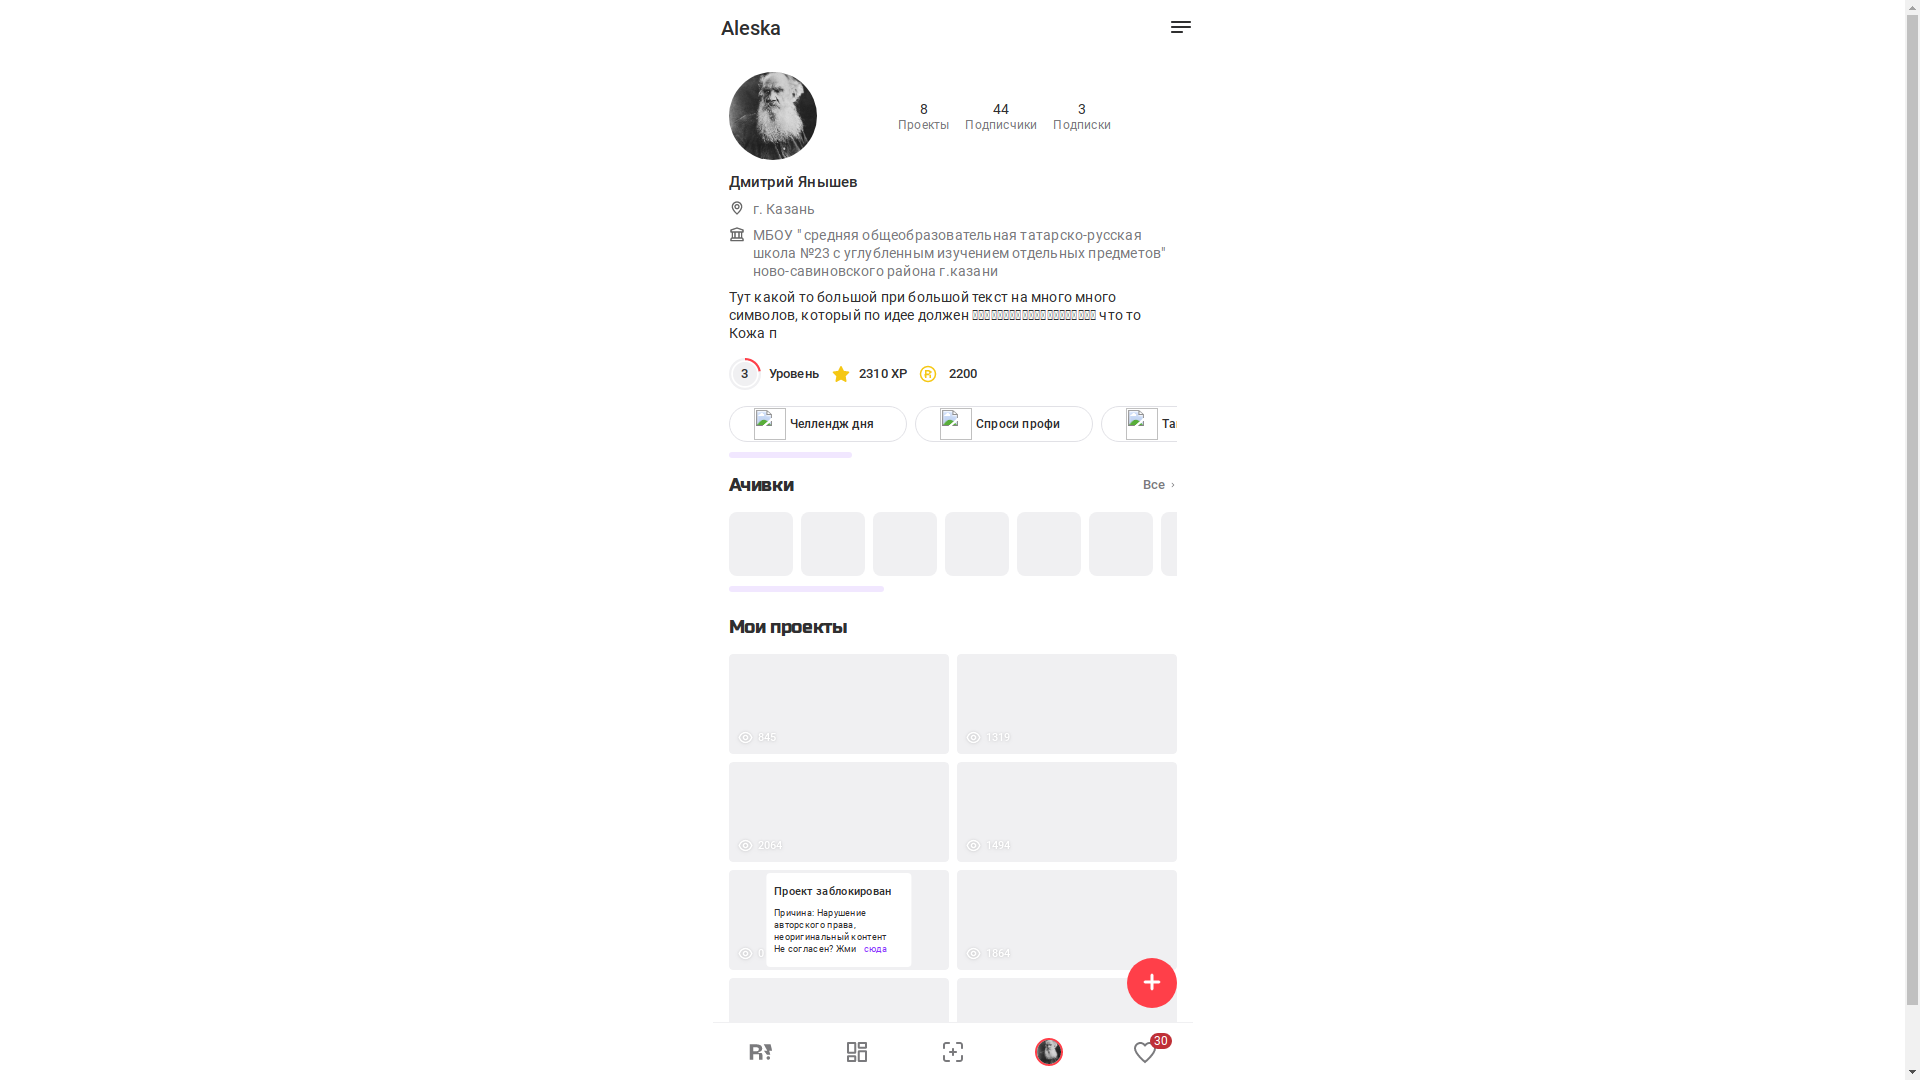 Aleska
8 44 3
Проекты Подписчики Подписки
Дмитрий Янышев
г. Казань
МБОУ "средняя общеобразовательная татарско-русская
школа №23 с углубленным изучением отдельных предметов"
ново-савиновского района г.казани
Тут какой то большой при большой текст на много много
символов, который по идее должен что то
Кожа п
3 Уровень 2310 XP 2200
Челлендж дня Спроси профи
Ачивки Все
Мои проекты
845 1319
2064 1494
Проект заблокирован
Причина: Нарушение
авторского права,
неоригинальный контент
Не согласен? Жми сюда
0 1864
R
30